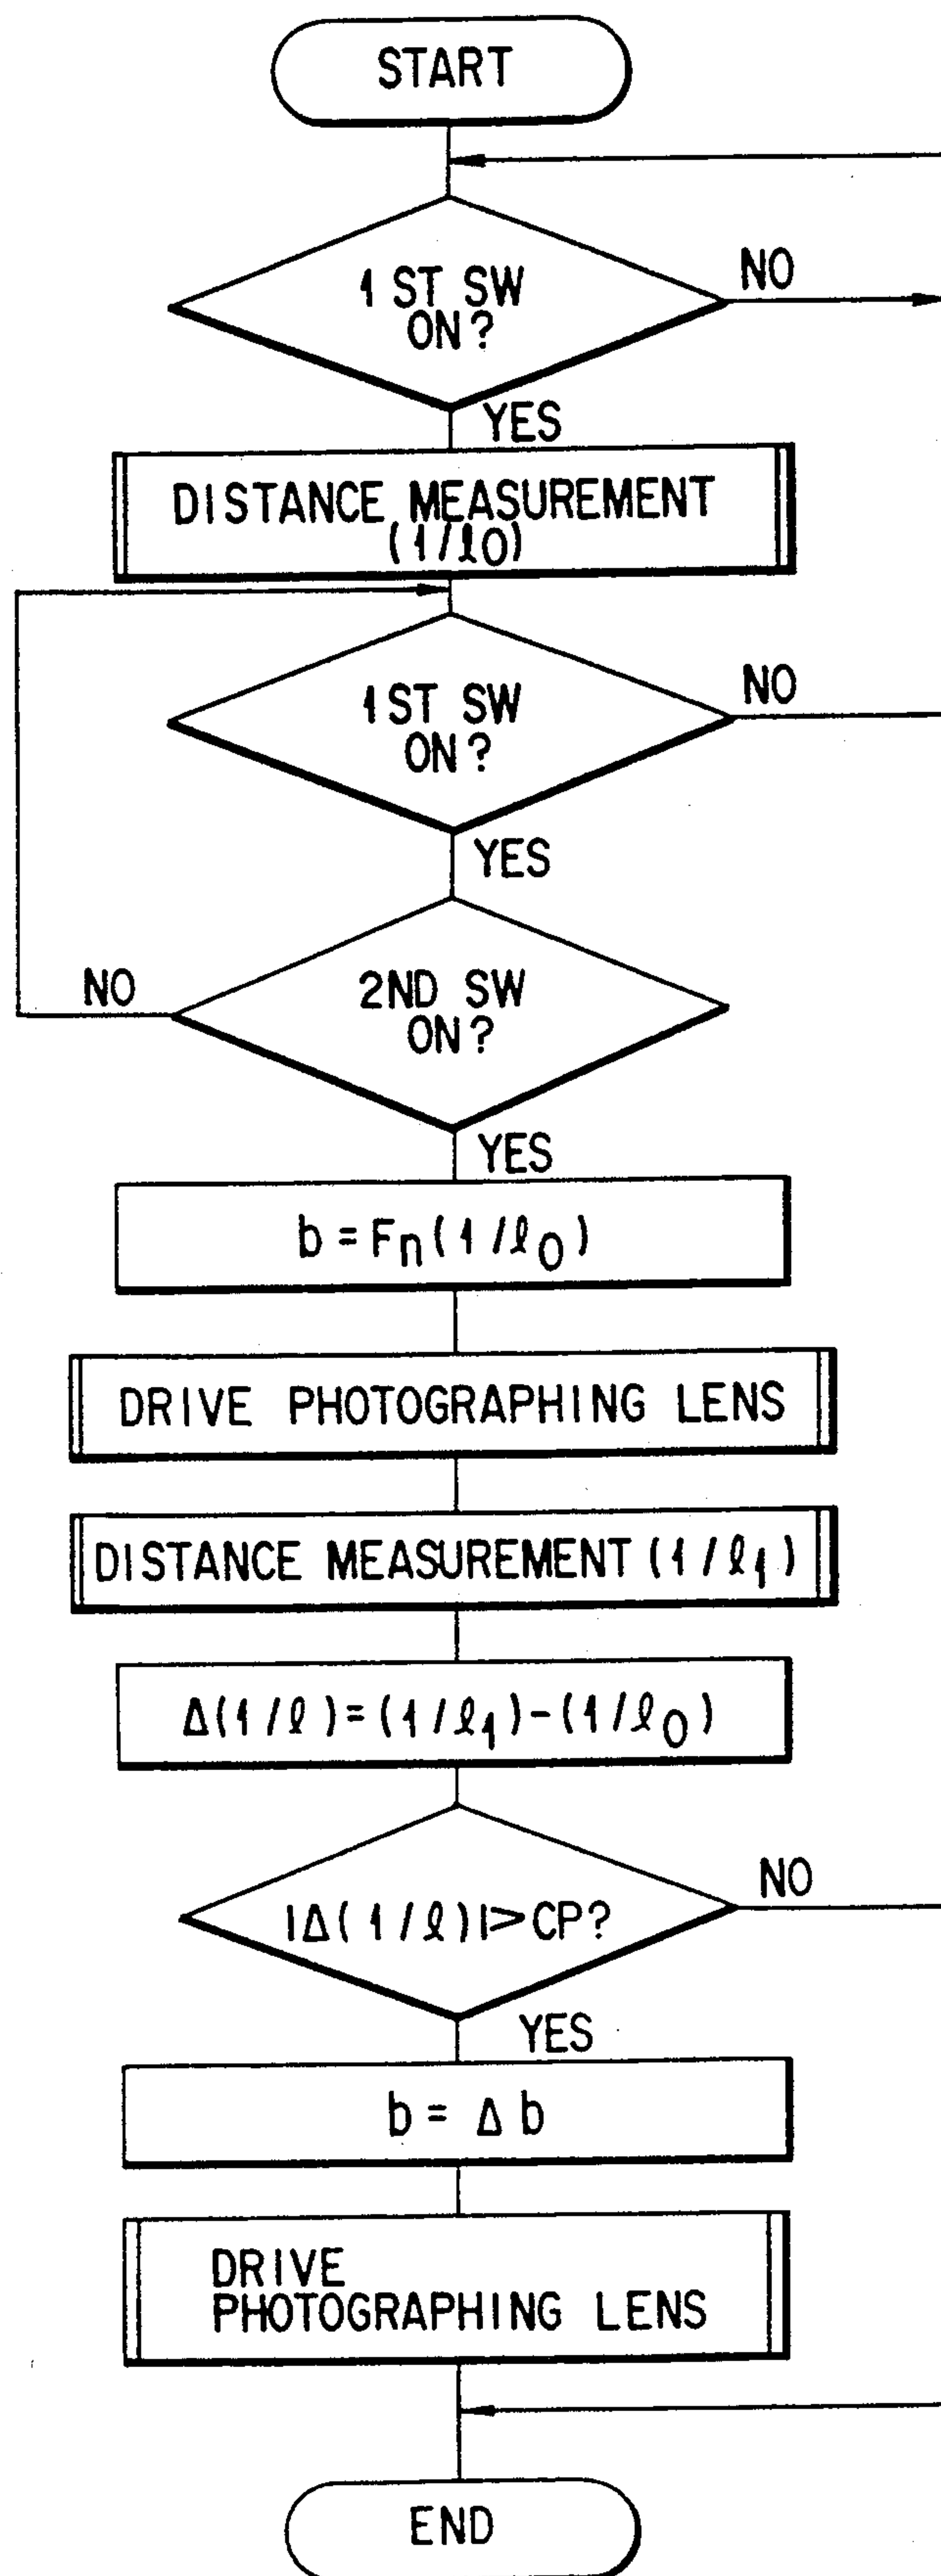 START
1 ST SW
ON?
NO
YES
DISTANCE MEASUREMENT
(1/ℓ0)
1ST SW
ON?
NO
YES
2ND SW
ON?
NO
YES
b = Fn(1/ℓ0)
DRIVE PHOTOGRAPHING LENS
DISTANCE MEASUREMENT (1/ℓ1)
Δ(1/ℓ)=(1/ℓ1)-(1/ℓ0)
|Δ(1/ℓ)|>CP?
NO
YES
b = Δ b
DRIVE
PHOTOGRAPHING LENS
END